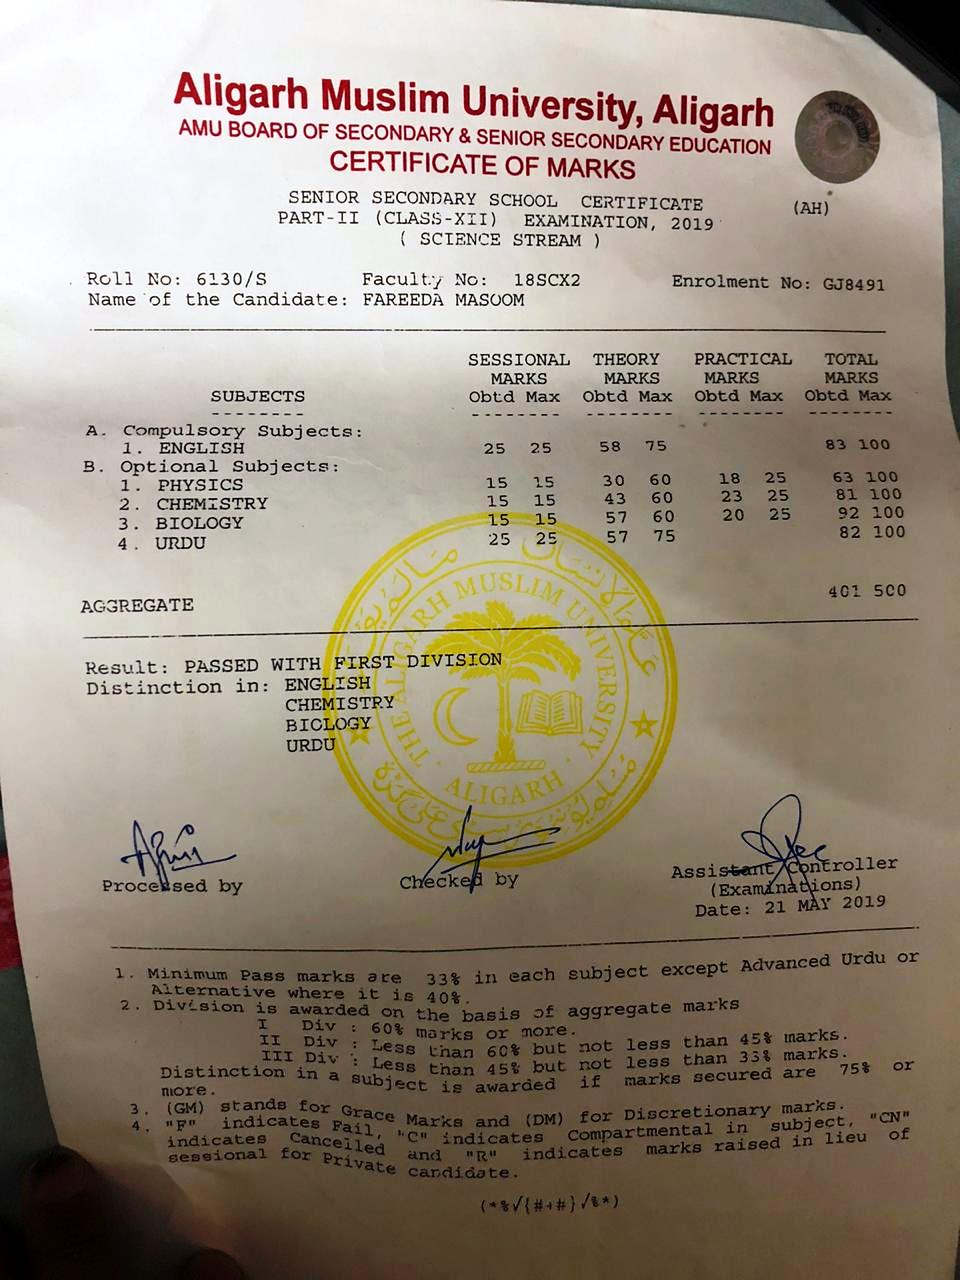 Aligarh Muslim University, Aligarh
AMU BOARD OF SECONDARY & SENIOR SECONDARY EDUCATION
CERTIFICATE OF MARKS
SENIOR SECONDARY SCHOOL CERTIFICATE (AH)
PART-II (CLASS-XII) EXAMINATION, 2019
( SCIENCE STREAM )
Roll No: 6130/S Faculty No: 18SCX2 Enrolment No: GJ8491
Name of the Candidate: FAREEDA MASOOM
SESSIONAL THEORY PRACTICAL TOTAL
MARKS MARKS MARKS MARKS
SUBJECTS Obtd Max Obtd Max Obtd Max Obtd Max
A. Compulsory Subjects:
1. ENGLISH 25 25 58 75 83 100
B. Optional Subjects:
1. PHYSICS 15 15 30 60 18 25 63 100
2. CHEMISTRY 15 15 43 60 23 25 81 100
3. BIOLOGY 15 15 57 60 20 25 92 100
4. URDU 25 25 57 75 82 100
AGGREGATE 401 500
THE ALIGARH MUSLIM UNIVERSITY
ALIGARH
Result: PASSED WITH FIRST DIVISION
Distinction in: ENGLISH
CHEMISTRY
BIOLOGY
URDU
Processed by Checked by Assistant Controller
(Examinations)
Date: 21 MAY 2019
1. Minimum Pass marks are 33% in each subject except Advanced Urdu or
Alternative where it is 40%.
2. Division is awarded on the basis of aggregate marks
I Div : 60% marks or more.
II Div : Less than 60% but not less than 45% marks.
III Div : Less than 45% but not less than 33% marks.
Distinction in a subject is awarded if marks secured are 75% or
more.
3. (GM) stands for Grace Marks and (DM) for Discretionary marks.
4. "F" indicates Fail, "C" indicates Compartmental in subject, "CN"
indicates Cancelled and "R" indicates marks raised in lieu of
sessional for Private candidate.
(*%√{#+#}√%*)